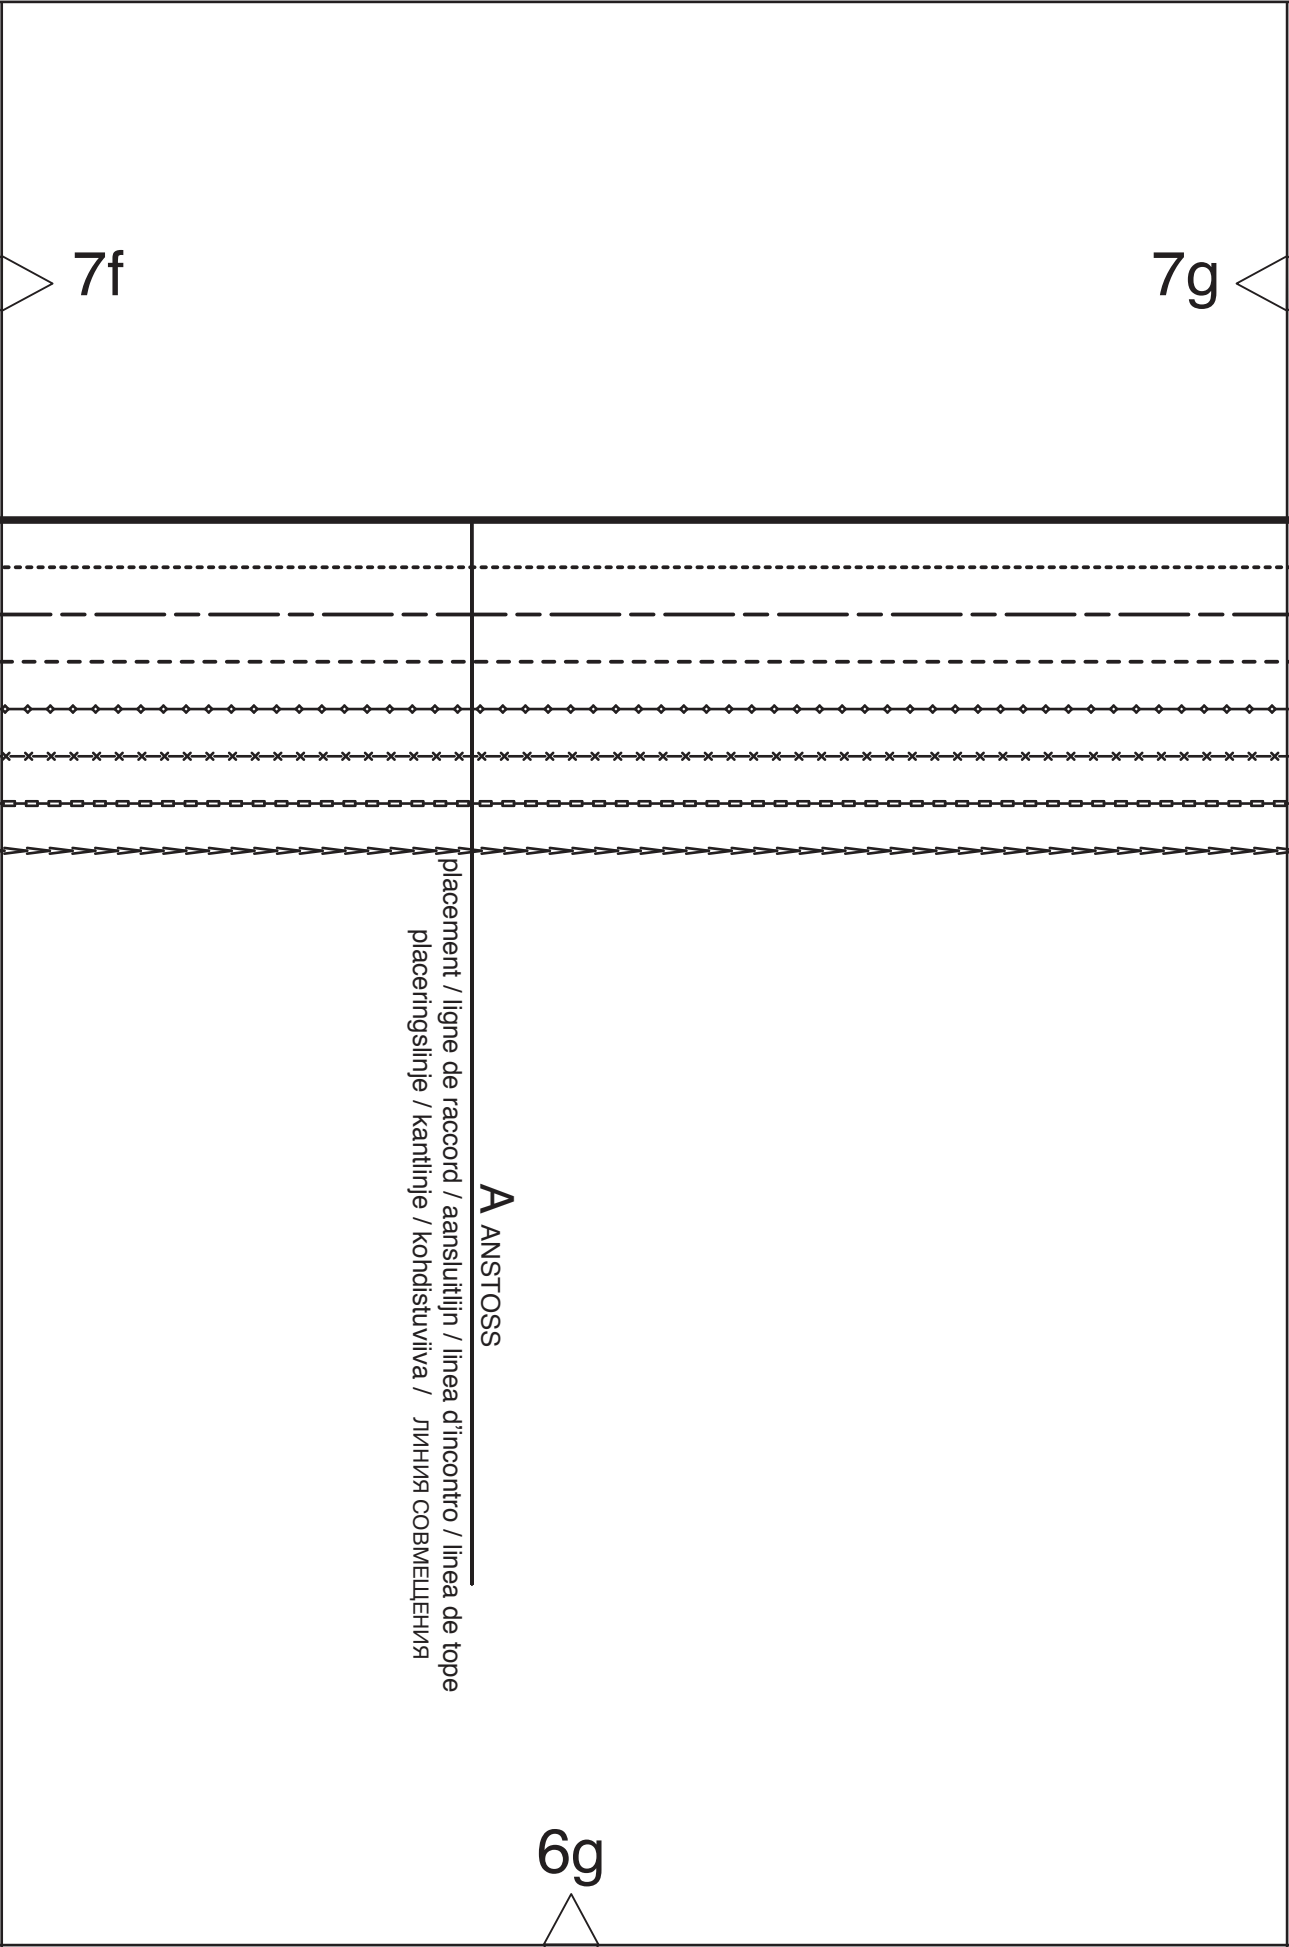 7f
7g
A ANSTOSS
placement / ligne de raccord / aansluitlijn / linea d'incontro / linea de tope
placeringslinje / kantlinje / kohdistuviiva / ЛИНИЯ СОВМЕЩЕНИЯ
6g